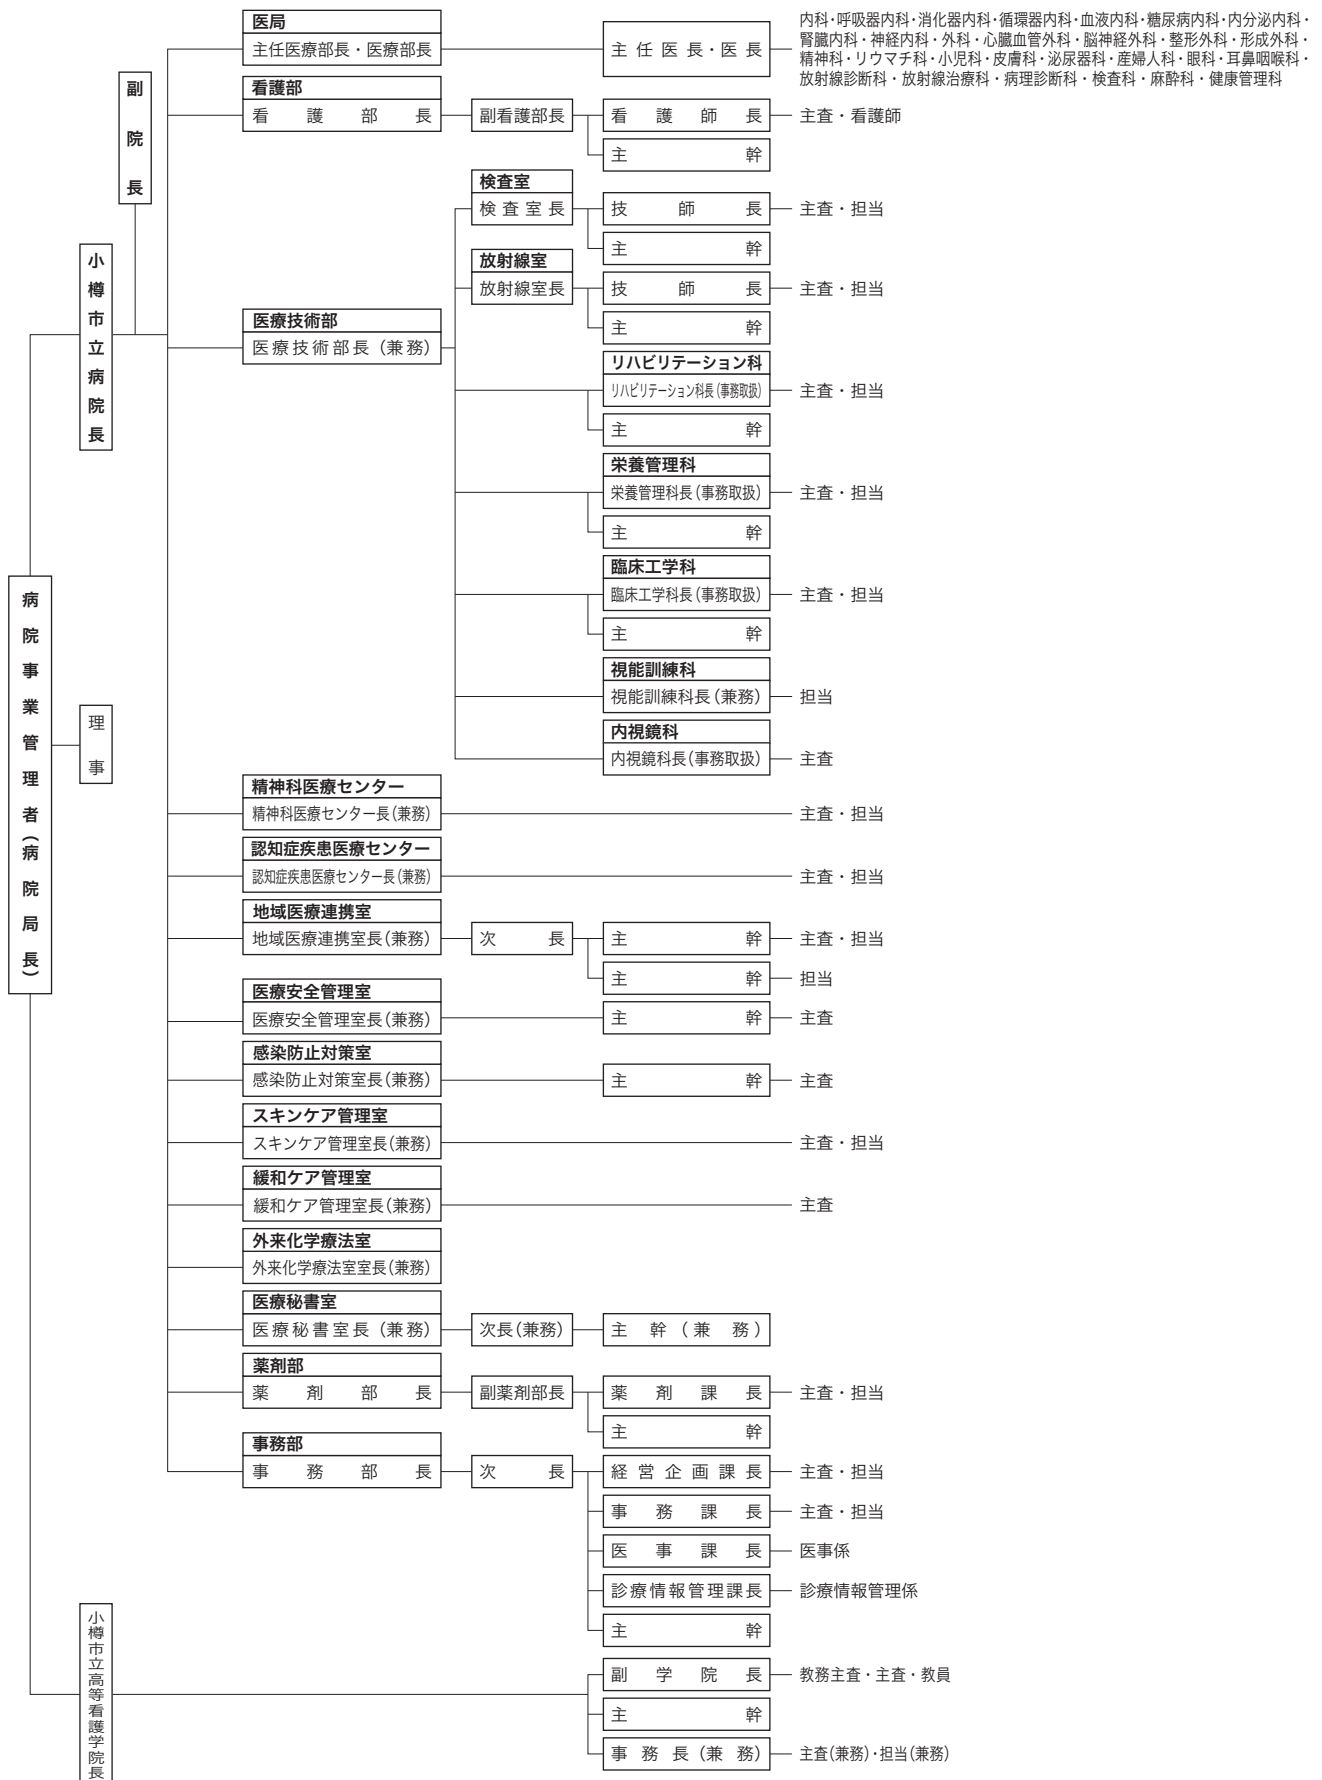 病院事業管理者(病院局長)
理事
小樽市立病院長
副院長
医局
主任医療部長・医療部長
主任医長・医長
内科・呼吸器内科・消化器内科・循環器内科・血液内科・糖尿病内科・内分泌内科・
腎臓内科・神経内科・外科・心臓血管外科・脳神経外科・整形外科・形成外科・
精神科・リウマチ科・小児科・皮膚科・泌尿器科・産婦人科・眼科・耳鼻咽喉科・
放射線診断科・放射線治療科・病理診断科・検査科・麻酔科・健康管理科
看護部
看護部長
副看護部長
看護師長
主査・看護師
主幹
医療技術部
医療技術部長(兼務)
検査室
検査室長
技師長
主査・担当
主幹
放射線室
放射線室長
技師長
主査・担当
主幹
リハビリテーション科
リハビリテーション科長(事務取扱)
主査・担当
主幹
栄養管理科
栄養管理科長(事務取扱)
主査・担当
主幹
臨床工学科
臨床工学科長(事務取扱)
主査・担当
主幹
視能訓練科
視能訓練科長(兼務)
担当
内視鏡科
内視鏡科長(事務取扱)
主査
精神科医療センター
精神科医療センター長(兼務)
主査・担当
認知症疾患医療センター
認知症疾患医療センター長(兼務)
主査・担当
地域医療連携室
地域医療連携室長(兼務)
次長
主幹
主査・担当
主幹
担当
医療安全管理室
医療安全管理室長(兼務)
主幹
主査
感染防止対策室
感染防止対策室長(兼務)
主幹
主査
スキンケア管理室
スキンケア管理室長(兼務)
主査・担当
緩和ケア管理室
緩和ケア管理室長(兼務)
主査
外来化学療法室
外来化学療法室室長(兼務)
医療秘書室
医療秘書室長(兼務)
次長(兼務)
主幹(兼務)
薬剤部
薬剤部長
副薬剤部長
薬剤課長
主査・担当
主幹
事務部
事務部長
次長
経営企画課長
主査・担当
事務課長
主査・担当
医事課長
医事係
診療情報管理課長
診療情報管理係
主幹
小樽市立高等看護学院長
副学院長
教務主査・主査・教員
主幹
事務長(兼務)
主査(兼務)・担当(兼務)